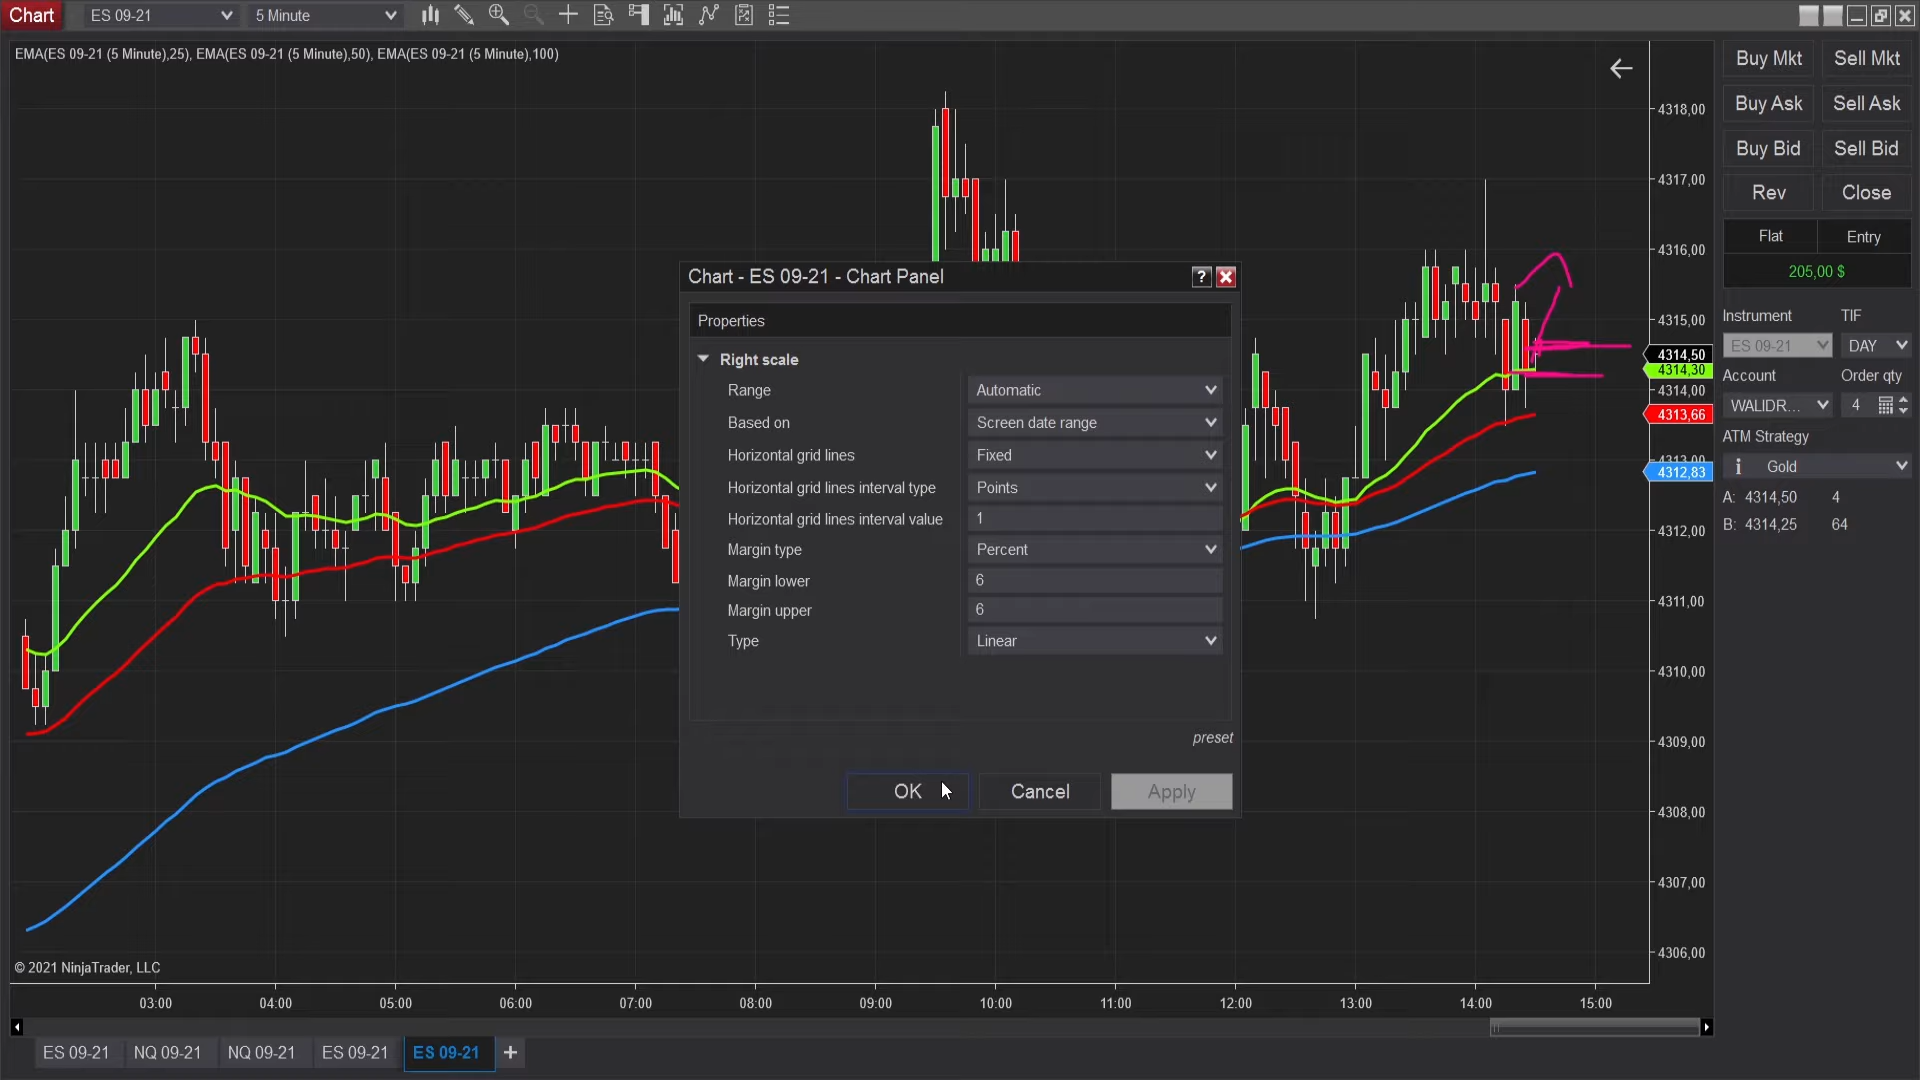 Chart ES 09-21 5 Minute
EMA(ES 09-21 (5 Minute),25), EMA(ES 09-21 (5 Minute),50), EMA(ES 09-21 (5 Minute),100)
Buy Mkt Sell Mkt
Buy Ask Sell Ask
Buy Bid Sell Bid
Rev Close
Flat Entry
205,00 $
Instrument TIF
ES 09-21 DAY
Account Order qty
WALIDR... 4
ATM Strategy
i Gold
A: 4314,50 4
B: 4314,25 64
4318,00
4317,00
4316,00
4315,00
4314,50
4314,30
4314,00
4313,66
4313,00
4312,83
4312,00
4311,00
4310,00
4309,00
4308,00
4307,00
4306,00
Chart - ES 09-21 - Chart Panel ?
Properties
Right scale
Range Automatic
Based on Screen date range
Horizontal grid lines Fixed
Horizontal grid lines interval type Points
Horizontal grid lines interval value 1
Margin type Percent
Margin lower 6
Margin upper 6
Type Linear
preset
OK Cancel Apply
© 2021 NinjaTrader, LLC
03:00 04:00 05:00 06:00 07:00 08:00 09:00 10:00 11:00 12:00 13:00 14:00 15:00
ES 09-21 NQ 09-21 NQ 09-21 ES 09-21 ES 09-21 +